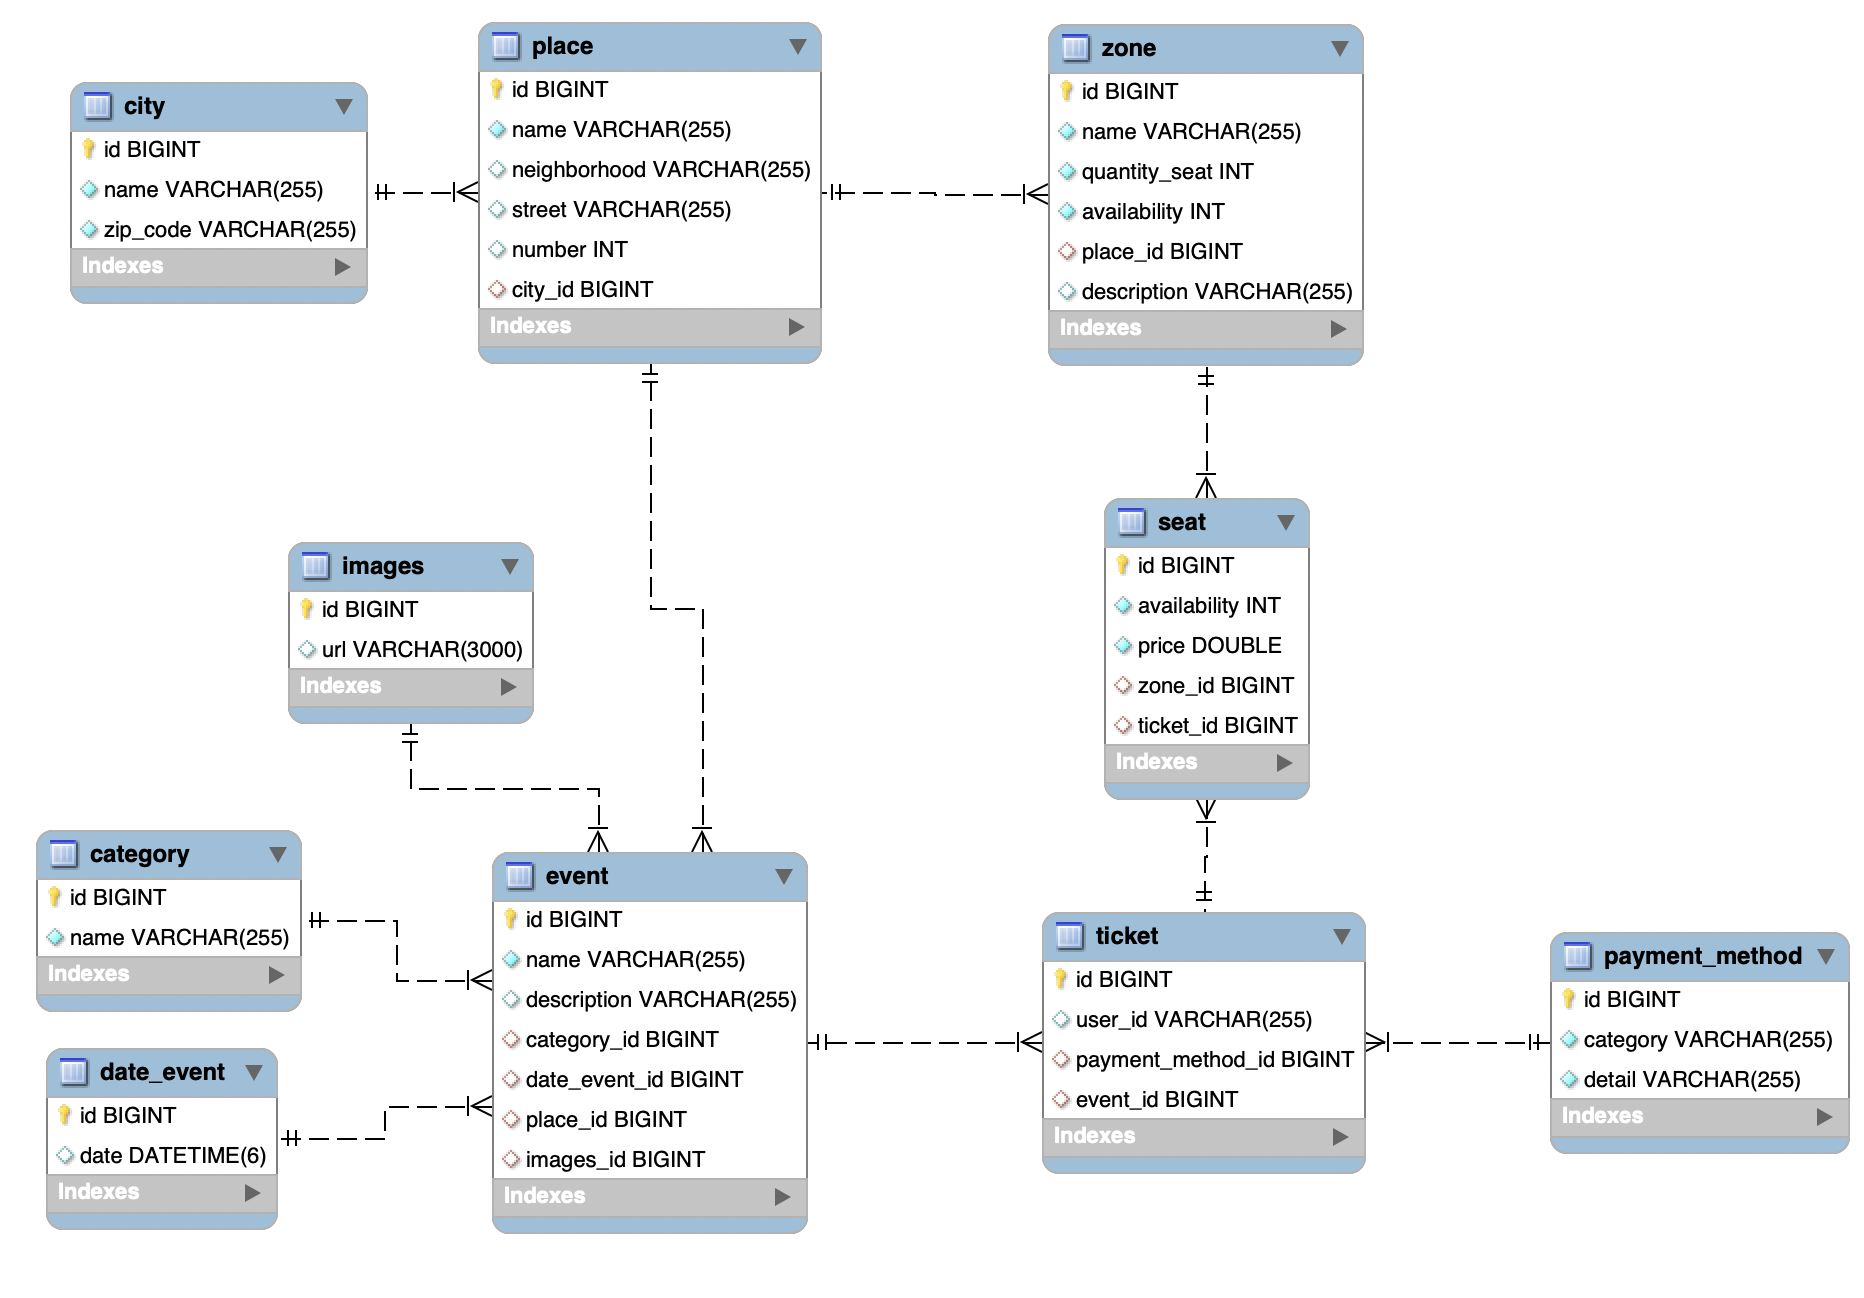 city
id BIGINT
name VARCHAR(255)
zip_code VARCHAR(255)
Indexes
place
id BIGINT
name VARCHAR(255)
neighborhood VARCHAR(255)
street VARCHAR(255)
number INT
city_id BIGINT
Indexes
zone
id BIGINT
name VARCHAR(255)
quantity_seat INT
availability INT
place_id BIGINT
description VARCHAR(255)
Indexes
images
id BIGINT
url VARCHAR(3000)
Indexes
seat
id BIGINT
availability INT
price DOUBLE
zone_id BIGINT
ticket_id BIGINT
Indexes
category
id BIGINT
name VARCHAR(255)
Indexes
date_event
id BIGINT
date DATETIME(6)
Indexes
event
id BIGINT
name VARCHAR(255)
description VARCHAR(255)
category_id BIGINT
date_event_id BIGINT
place_id BIGINT
images_id BIGINT
Indexes
ticket
id BIGINT
user_id VARCHAR(255)
payment_method_id BIGINT
event_id BIGINT
Indexes
payment_method
id BIGINT
category VARCHAR(255)
detail VARCHAR(255)
Indexes